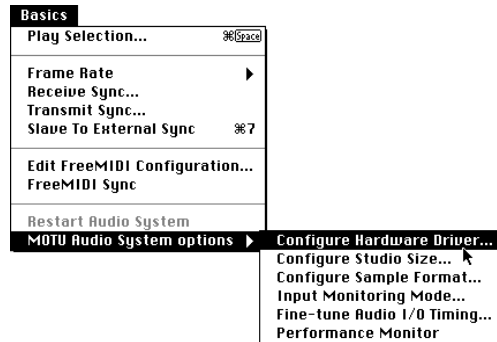 Basics
Play Selection... ⌘Space
Frame Rate
Receive Sync...
Transmit Sync...
Slave To External Sync ⌘7
Edit FreeMIDI Configuration...
FreeMIDI Sync
Restart Audio System
MOTU Audio System options
Configure Hardware Driver...
Configure Studio Size...
Configure Sample Format...
Input Monitoring Mode...
Fine-tune Audio I/O Timing...
Performance Monitor